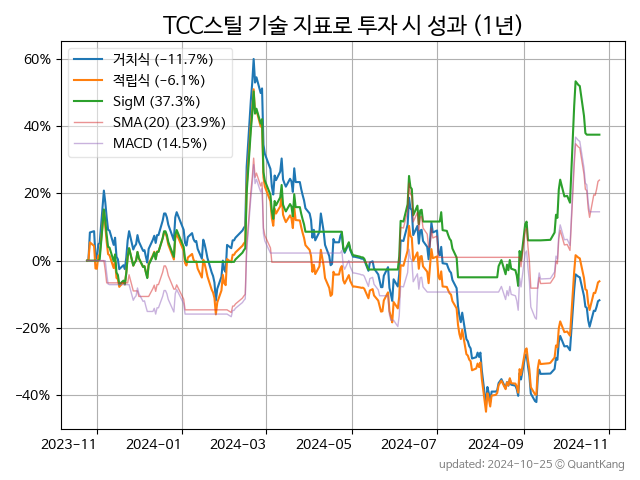 TCC스틸 기술 지표로 투자 시 성과 (1년)
거치식 (−11.7%)
적립식 (−6.1%)
SigM (37.3%)
SMA(20) (23.9%)
MACD (14.5%)
60%
40%
20%
0%
−20%
−40%
2023−11 2024−01 2024−03 2024−05 2024−07 2024−09 2024−11
updated: 2024-10-25 © QuantKang